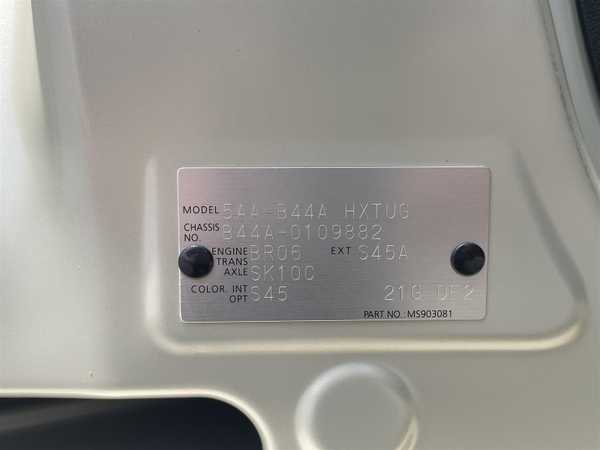 MODEL 5AA-B44A HXTUG
CHASSIS NO. B44A-0109882
ENGINE BR06 EXT S45A
TRANS AXLE SK10C
COLOR. INT S45
OPT 21G DF2
PART NO.: MS903081